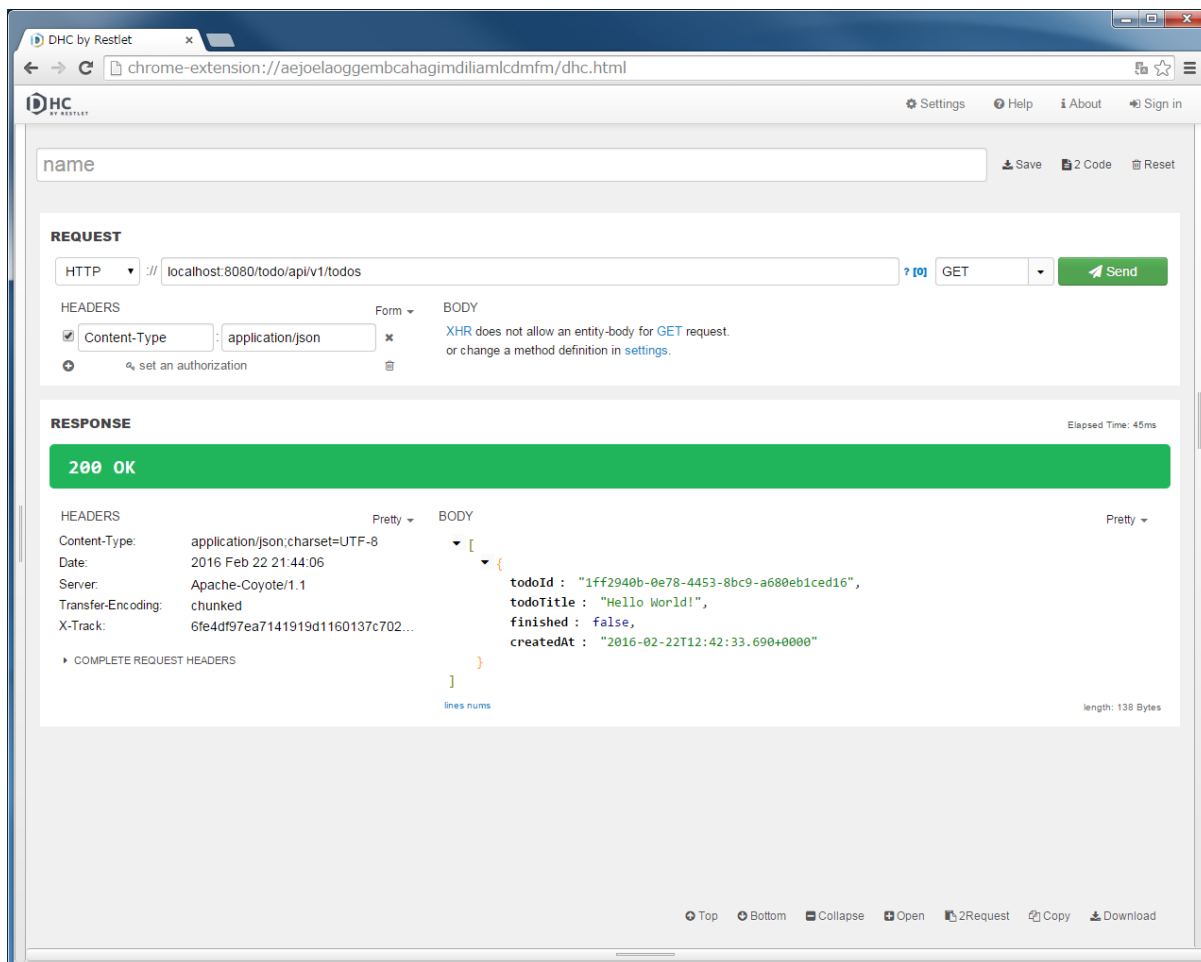 DHC by Restlet
chrome-extension://aejoelaoggembcahagimdiliamlcdmfm/dhc.html
DHC BY RESTLET
Settings Help About Sign in
name
Save 2 Code Reset
REQUEST
HTTP :// localhost:8080/todo/api/v1/todos ? [0] GET Send
HEADERS Form BODY
Content-Type : application/json XHR does not allow an entity-body for GET request.
or change a method definition in settings.
set an authorization
RESPONSE Elapsed Time: 45ms
200 OK
HEADERS Pretty BODY Pretty
Content-Type: application/json;charset=UTF-8 [
Date: 2016 Feb 22 21:44:06 {
Server: Apache-Coyote/1.1 todoId : "1ff2940b-0e78-4453-8bc9-a680eb1ced16",
Transfer-Encoding: chunked todoTitle : "Hello World!",
X-Track: 6fe4df97ea7141919d1160137c702... finished : false,
createdAt : "2016-02-22T12:42:33.690+0000"
COMPLETE REQUEST HEADERS }
]
lines nums length: 138 Bytes
Top Bottom Collapse Open 2Request Copy Download